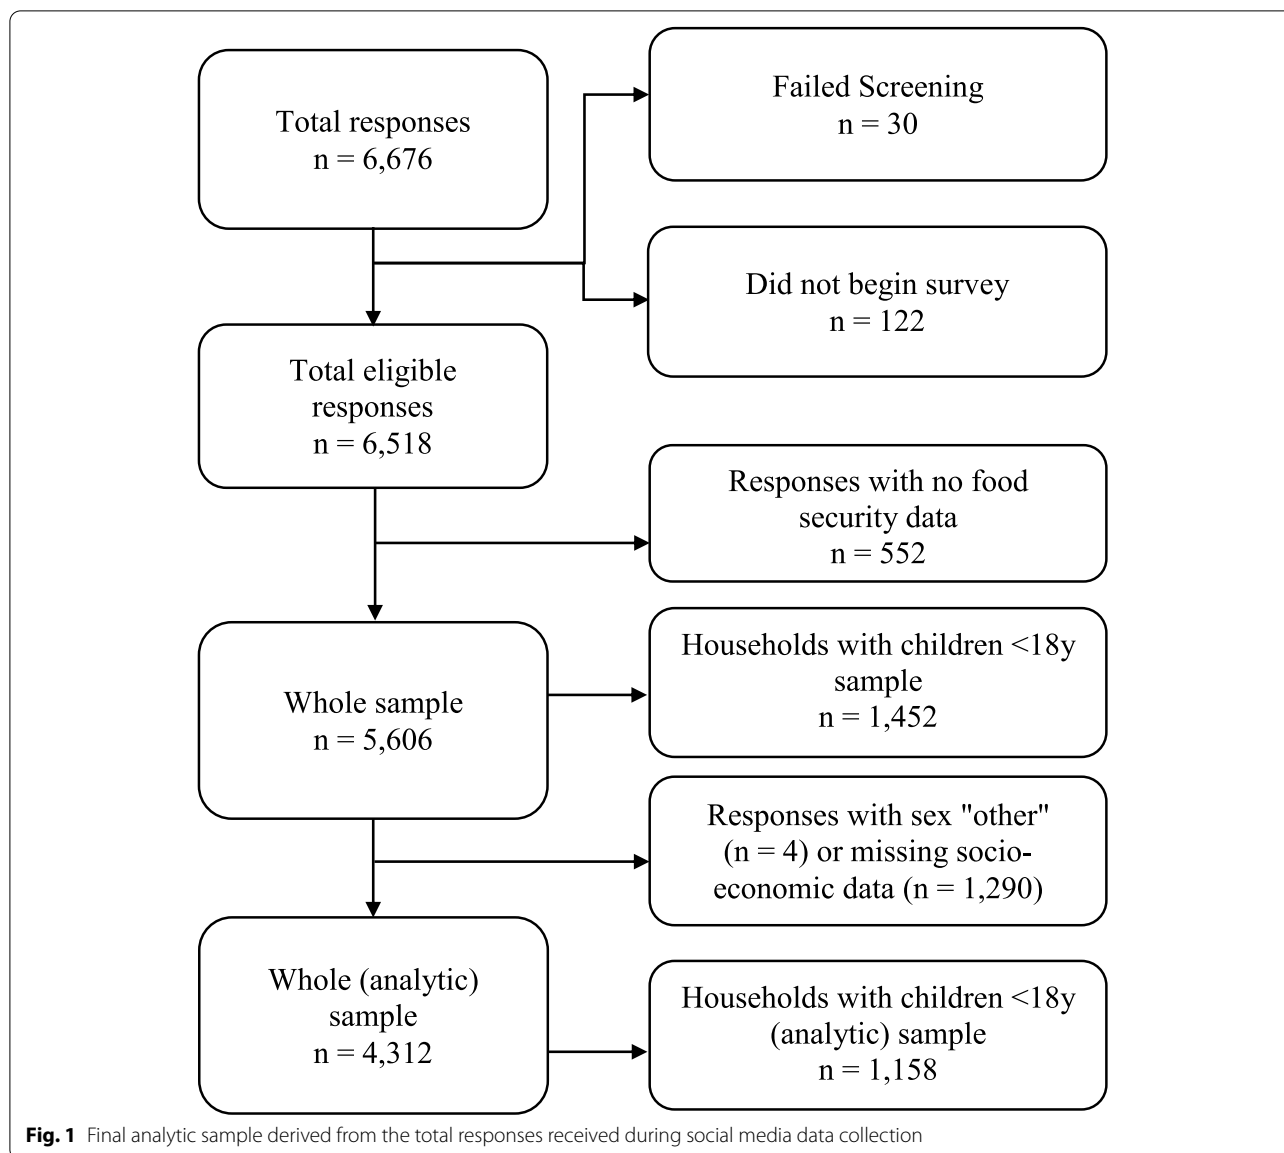 Total responses
n = 6,676
Failed Screening
n = 30
Did not begin survey
n = 122
Total eligible
responses
n = 6,518
Responses with no food
security data
n = 552
Whole sample
n = 5,606
Households with children <18y
sample
n = 1,452
Responses with sex "other"
(n = 4) or missing socio-
economic data (n = 1,290)
Whole (analytic)
sample
n = 4,312
Households with children <18y
(analytic) sample
n = 1,158
Fig. 1 Final analytic sample derived from the total responses received during social media data collection